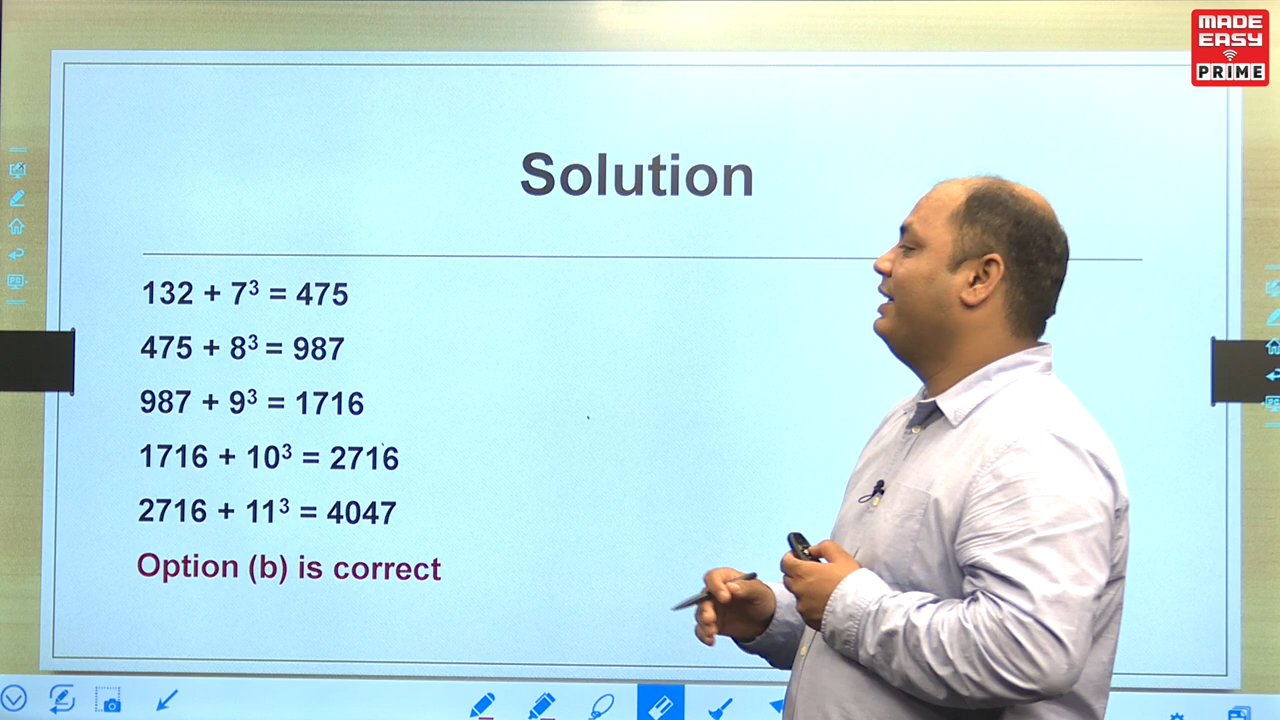 MADE
EASY
PRIME
Solution
132 + 7³ = 475
475 + 8³ = 987
987 + 9³ = 1716
1716 + 10³ = 2716
2716 + 11³ = 4047
Option (b) is correct